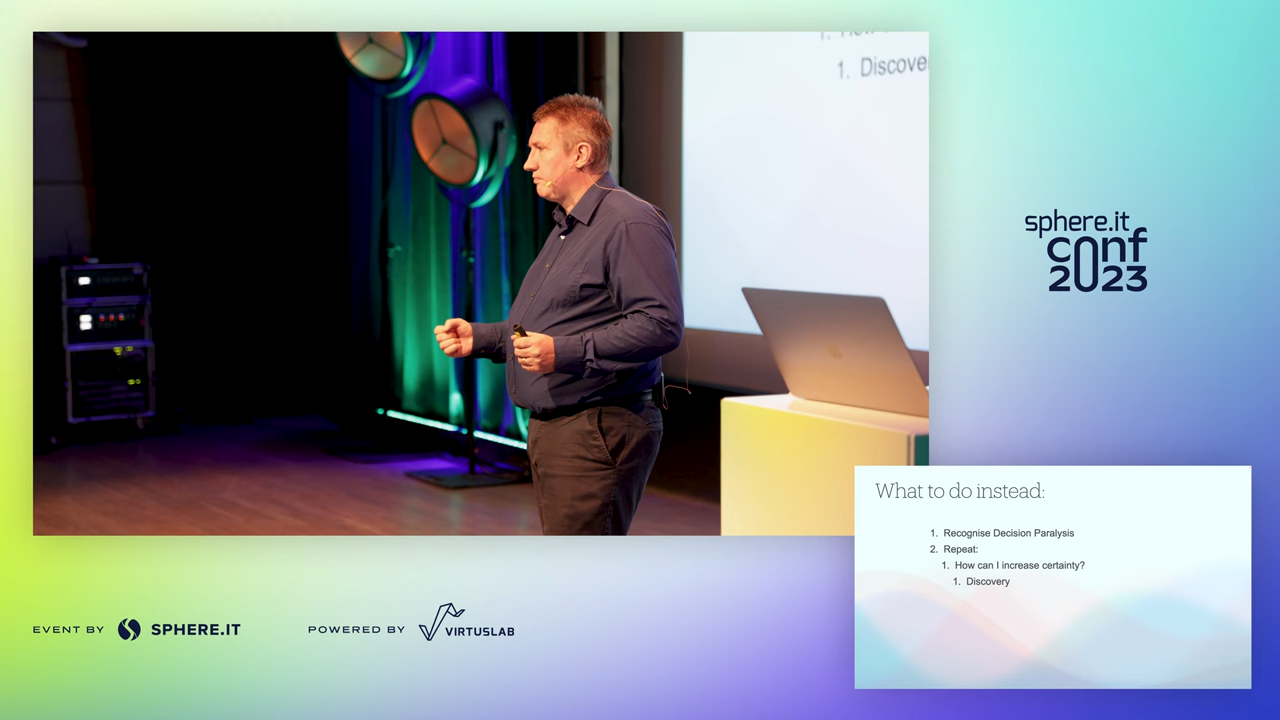 1. Discove
sphere.it
conf
2023
What to do instead:
1. Recognise Decision Paralysis
2. Repeat:
1. How can I increase certainty?
1. Discovery
EVENT BY SPHERE.IT
POWERED BY VIRTUSLAB